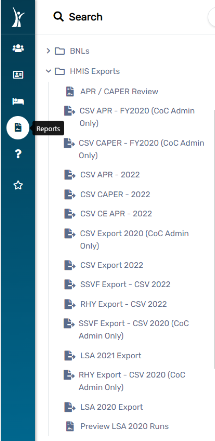 Search
BNLs
HMIS Exports
APR / CAPER Review
CSV APR - FY2020 (CoC Admin
Only)
CSV CAPER - FY2020 (CoC Admin
Only)
CSV APR - 2022
CSV CAPER - 2022
CSV CE APR - 2022
Reports
CSV Export 2020 (CoC Admin
Only)
CSV Export 2022
SSVF Export - CSV 2022
RHY Export - CSV 2022
SSVF Export - CSV 2020 (CoC
Admin Only)
LSA 2021 Export
RHY Export - CSV 2020 (CoC
Admin Only)
LSA 2020 Export
Preview LSA 2020 Runs